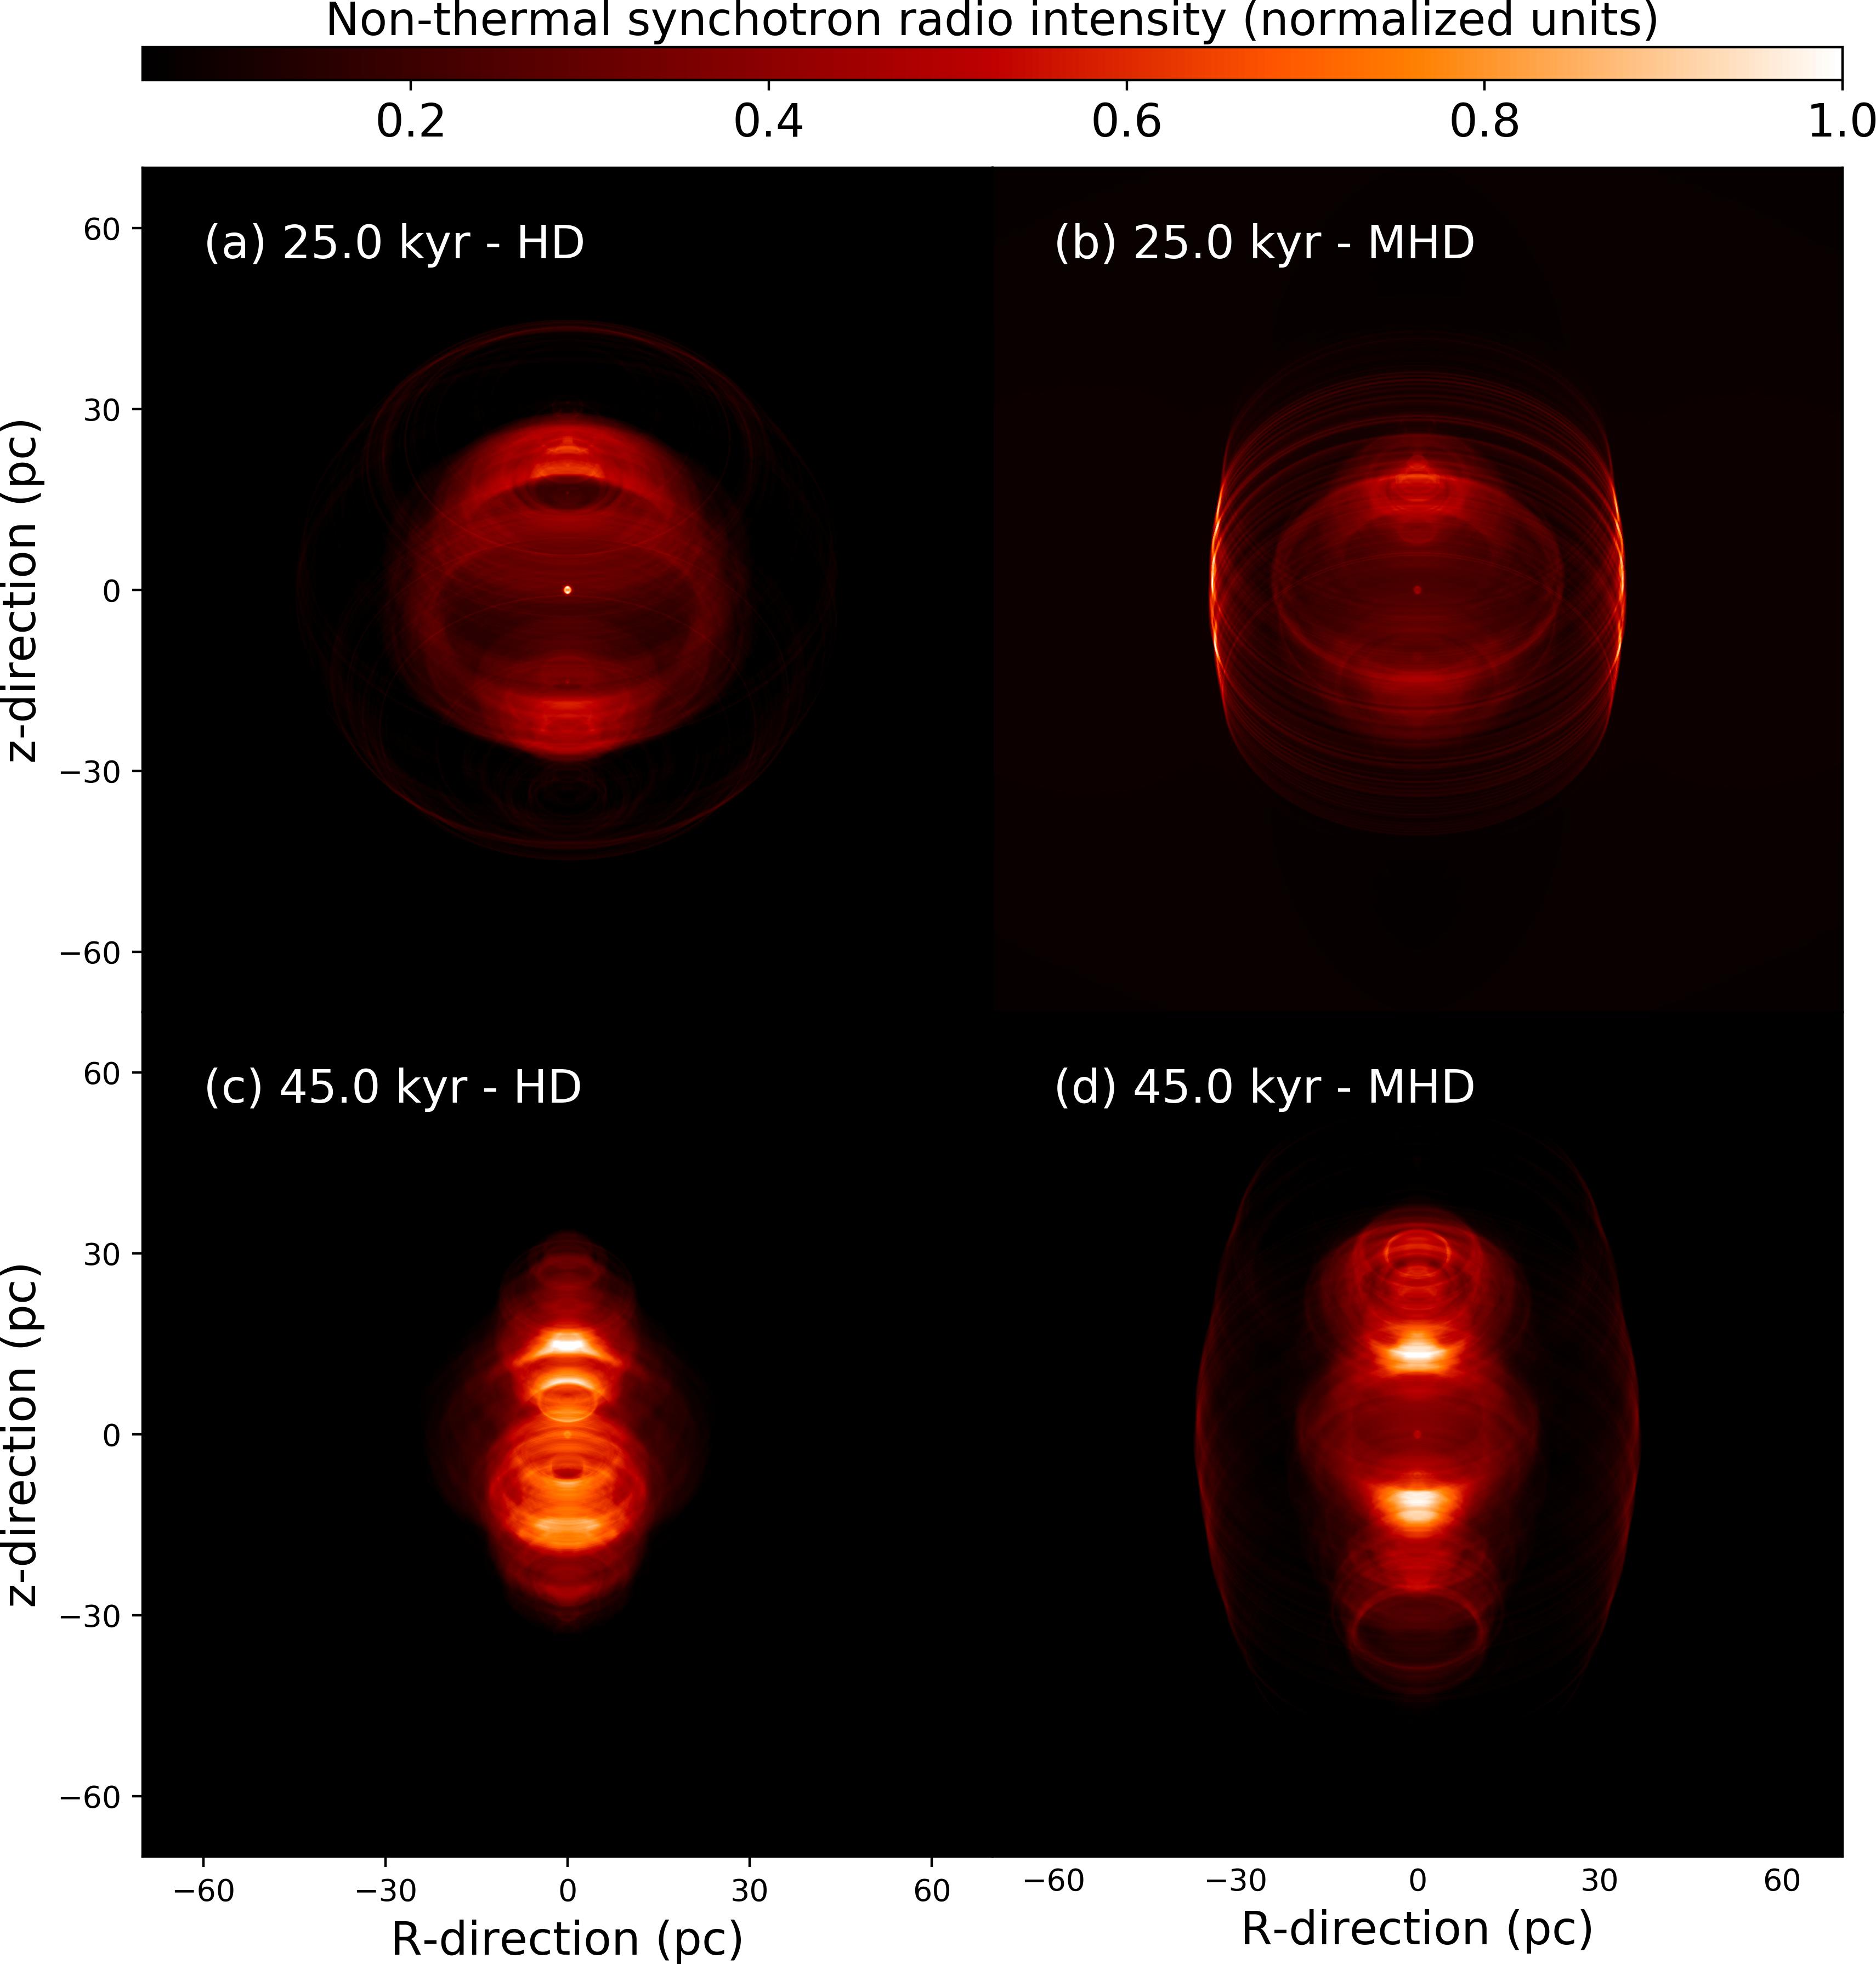 Non-thermal synchotron radio intensity (normalized units)
0.2 0.4 0.6 0.8 1.0
(a) 25.0 kyr - HD
(b) 25.0 kyr - MHD
60
30
0
−30
−60
z-direction (pc)
(c) 45.0 kyr - HD
(d) 45.0 kyr - MHD
60
30
0
−30
−60
z-direction (pc)
−60 −30 0 30 60
−60 −30 0 30 60
R-direction (pc)
R-direction (pc)